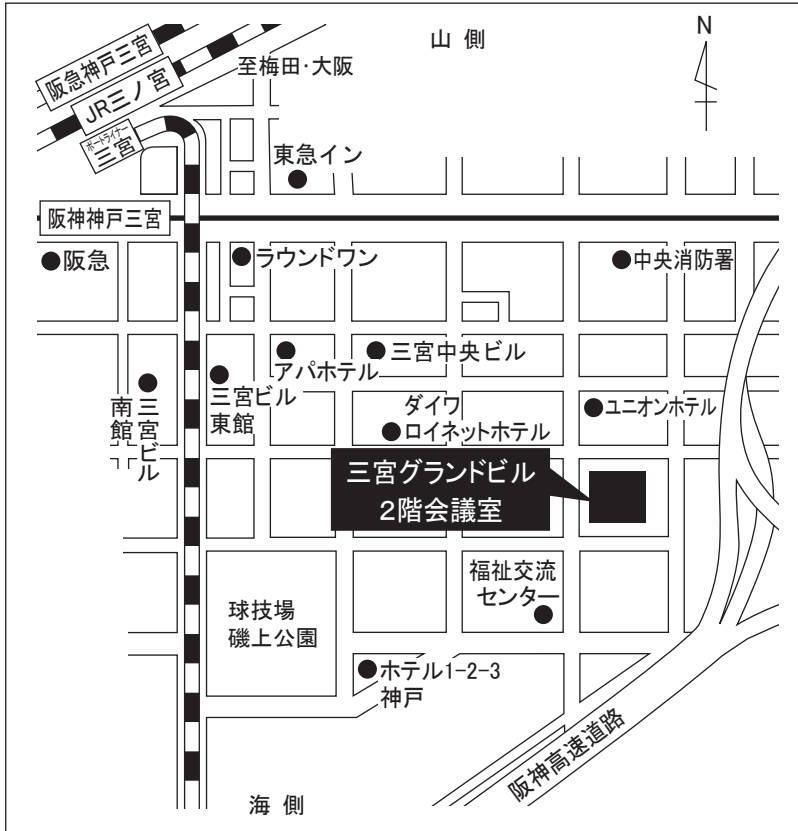 山 側
N
阪急神戸三宮
JR三ノ宮
ポートライナー
三宮
至梅田･大阪
東急イン
阪神神戸三宮
阪急
ラウンドワン
中央消防署
三宮中央ビル
アパホテル
三宮ビル
東館
三宮ビル
南館
ダイワ
ロイネットホテル
ユニオンホテル
三宮グランドビル
2階会議室
福祉交流
センター
球技場
磯上公園
ホテル1-2-3
神戸
阪神高速道路
海 側